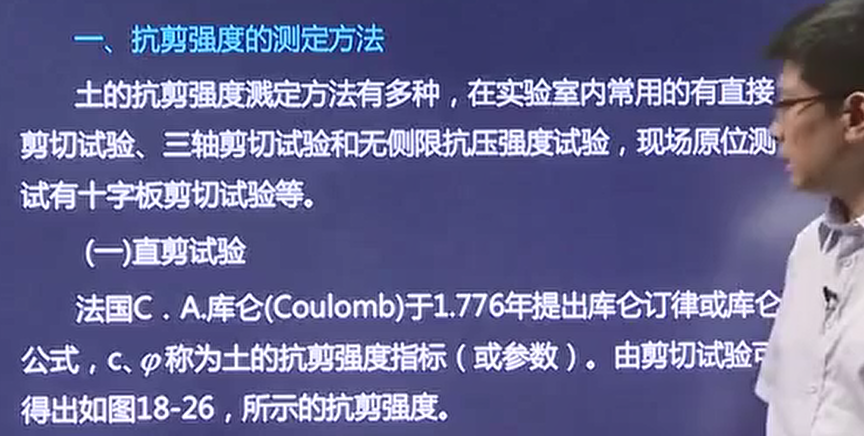 一、抗剪强度的测定方法
土的抗剪强度溅定方法有多种，在实验室内常用的有直接
剪切试验、三轴剪切试验和无侧限抗压强度试验，现场原位测
试有十字板剪切试验等。
(一)直剪试验
法国C．A.库仑(Coulomb)于1.776年提出库仑订律或库仑
公式，c、φ称为土的抗剪强度指标（或参数）。由剪切试验可
得出如图18-26，所示的抗剪强度。